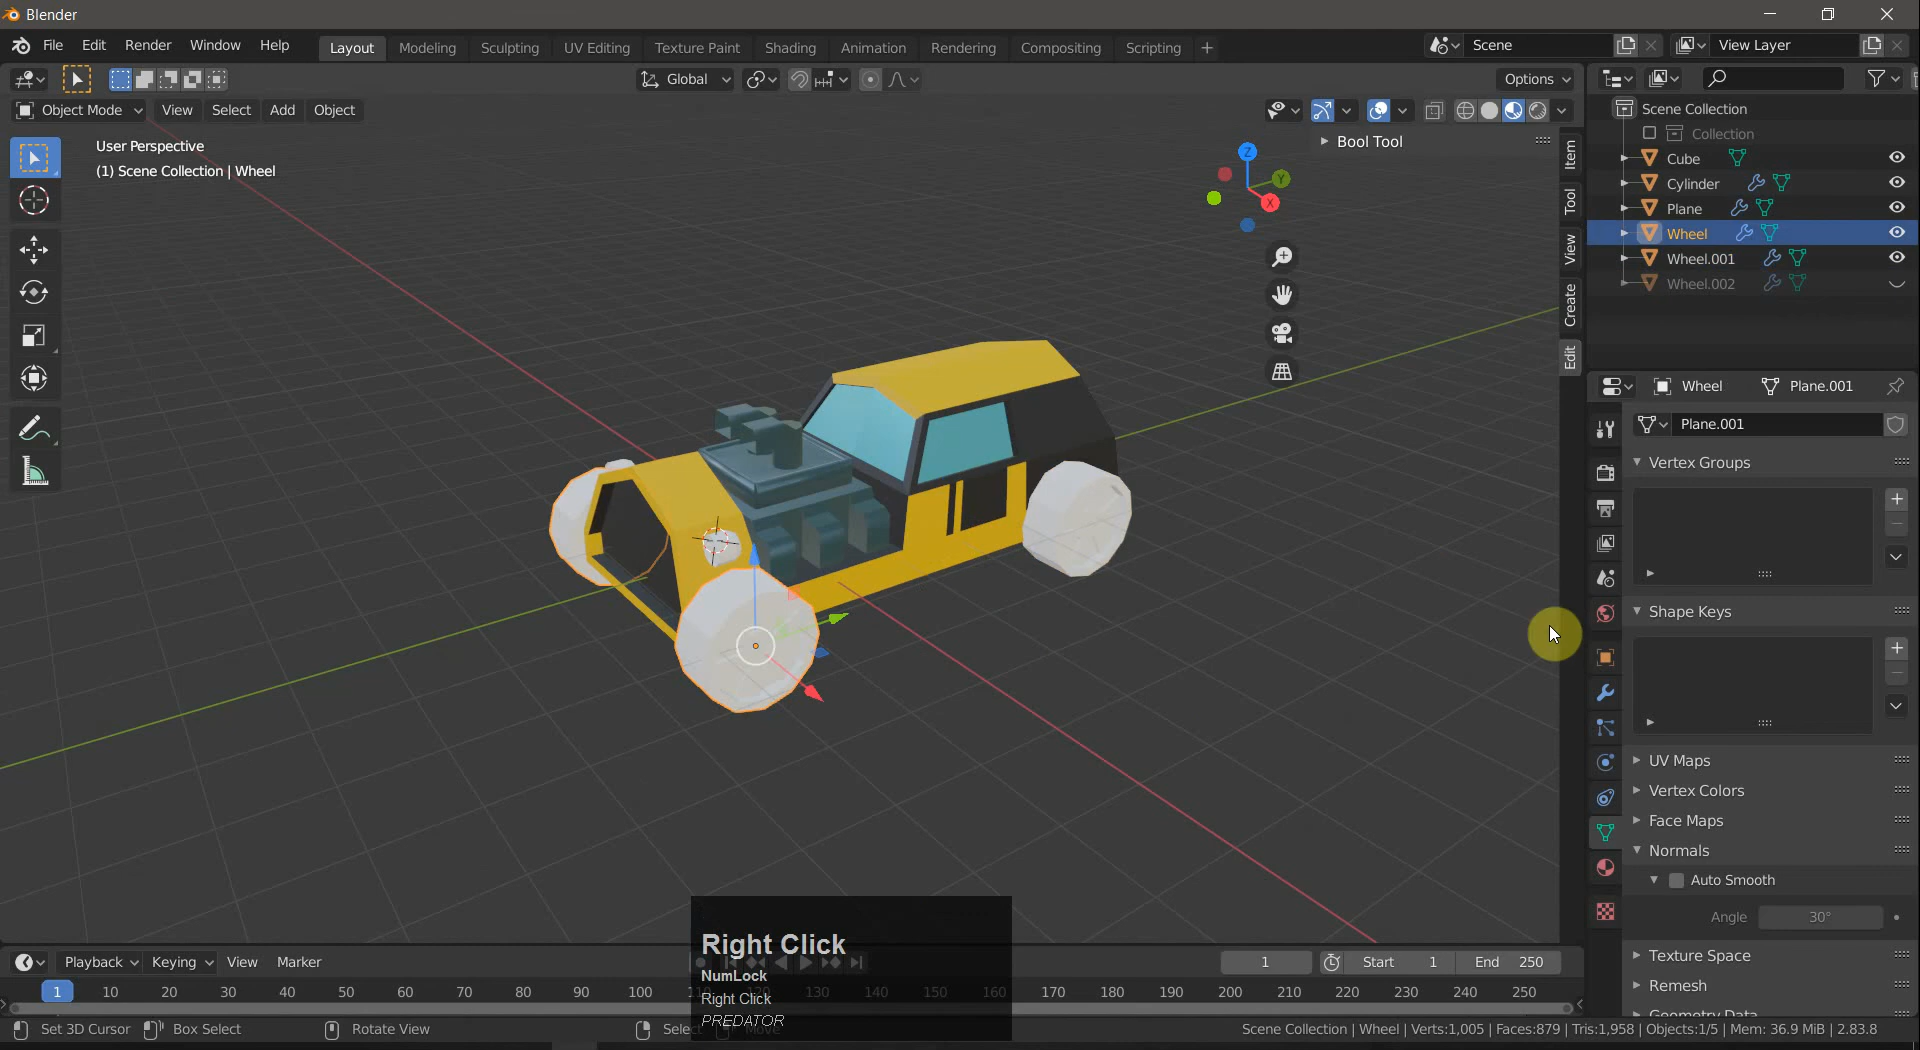 Blender
File Edit Render Window Help Layout Modeling Sculpting UV Editing Texture Paint Shading Animation Rendering Compositing Scripting + Scene View Layer
Global Options
Object Mode View Select Add Object
User Perspective
(1) Scene Collection | Wheel
Bool Tool
Z
Y
X
Item
Tool
View
Create
Edit
Scene Collection
Collection
Cube
Cylinder
Plane
Wheel
Wheel.001
Wheel.002
Wheel Plane.001
Plane.001
Vertex Groups
Shape Keys
UV Maps
Vertex Colors
Face Maps
Normals
Auto Smooth
Angle 30°
Texture Space
Remesh
Geometry Data
Right Click
NumLock
Right Click
PREDATOR
Playback Keying View Marker 1 Start 1 End 250
1 10 20 30 40 50 60 70 80 90 100 110 130 140 150 160 170 180 190 200 210 220 230 240 250
Set 3D Cursor Box Select Rotate View Select Move
Scene Collection | Wheel | Verts:1,005 | Faces:879 | Tris:1,958 | Objects:1/5 | Mem: 36.9 MiB | 2.83.8